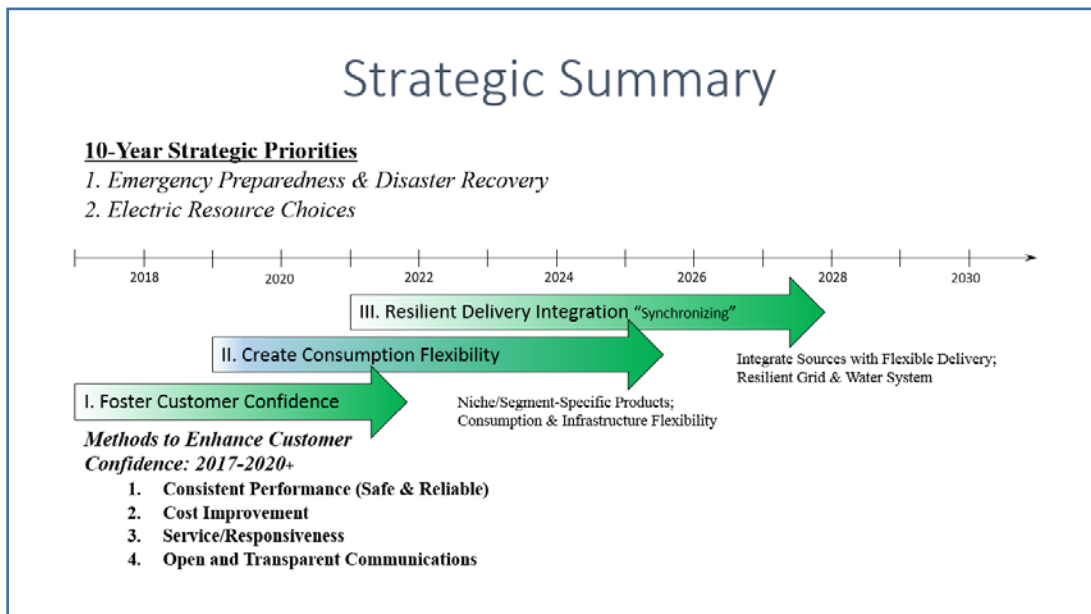 Strategic Summary
10-Year Strategic Priorities
1. Emergency Preparedness & Disaster Recovery
2. Electric Resource Choices
2018 2020 2022 2024 2026 2028 2030
III. Resilient Delivery Integration “Synchronizing”
II. Create Consumption Flexibility
Integrate Sources with Flexible Delivery;
Resilient Grid & Water System
I. Foster Customer Confidence
Niche/Segment-Specific Products;
Consumption & Infrastructure Flexibility
Methods to Enhance Customer
Confidence: 2017-2020+
1. Consistent Performance (Safe & Reliable)
2. Cost Improvement
3. Service/Responsiveness
4. Open and Transparent Communications